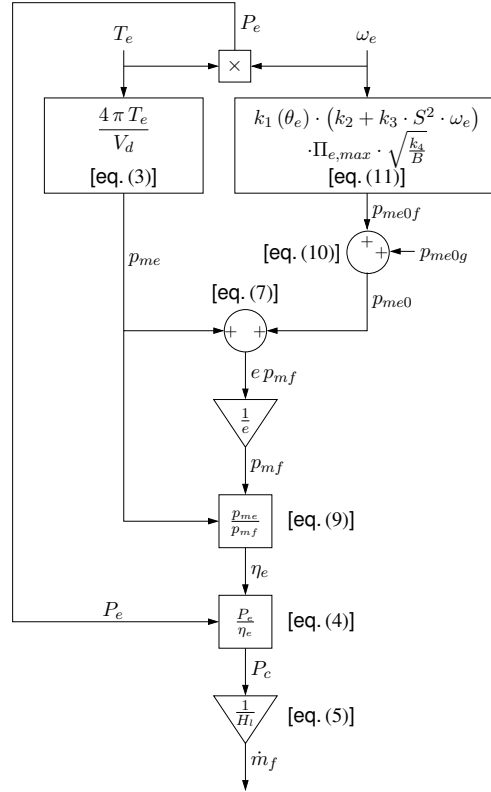 P_e
T_e ω_e
×
4 π T_e / V_d
[eq. (3)]
k_1 (θ_e) · (k_2 + k_3 · S^2 · ω_e)
·Π_{e,max} · √(k_4 / B)
[eq. (11)]
p_{me0f}
[eq. (10)] + + p_{me0g}
p_{me}
p_{me0}
[eq. (7)]
+ +
e p_{mf}
1 / e
p_{mf}
p_{me} / p_{mf} [eq. (9)]
η_e
P_e P_e / η_e [eq. (4)]
P_c
1 / H_l [eq. (5)]
ṁ_f